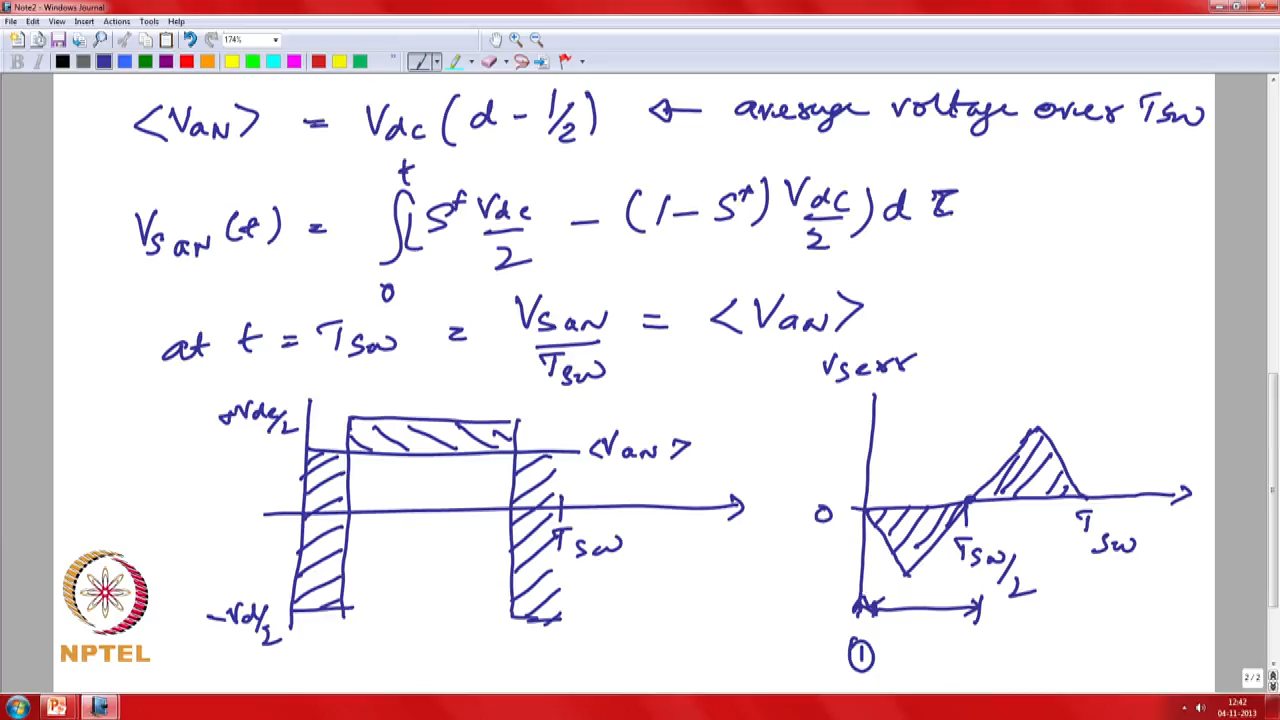 Note2 - Windows Journal
File Edit View Insert Actions Tools Help
174%
B I
<VaN> = Vdc (d - 1/2) ← average voltage over Tsw
VsaN (t) = ∫₀ᵗ [S^f Vdc/2 - (1 - S^*) Vdc/2) dτ
at t = Tsw = VsaN/Tsw = <VaN>
+Vdc/2
<VaN>
Tsw
-Vd/2
Vserr
0
Tsw/2
Tsw
1
NPTEL
2 / 2
12:42
04-11-2013